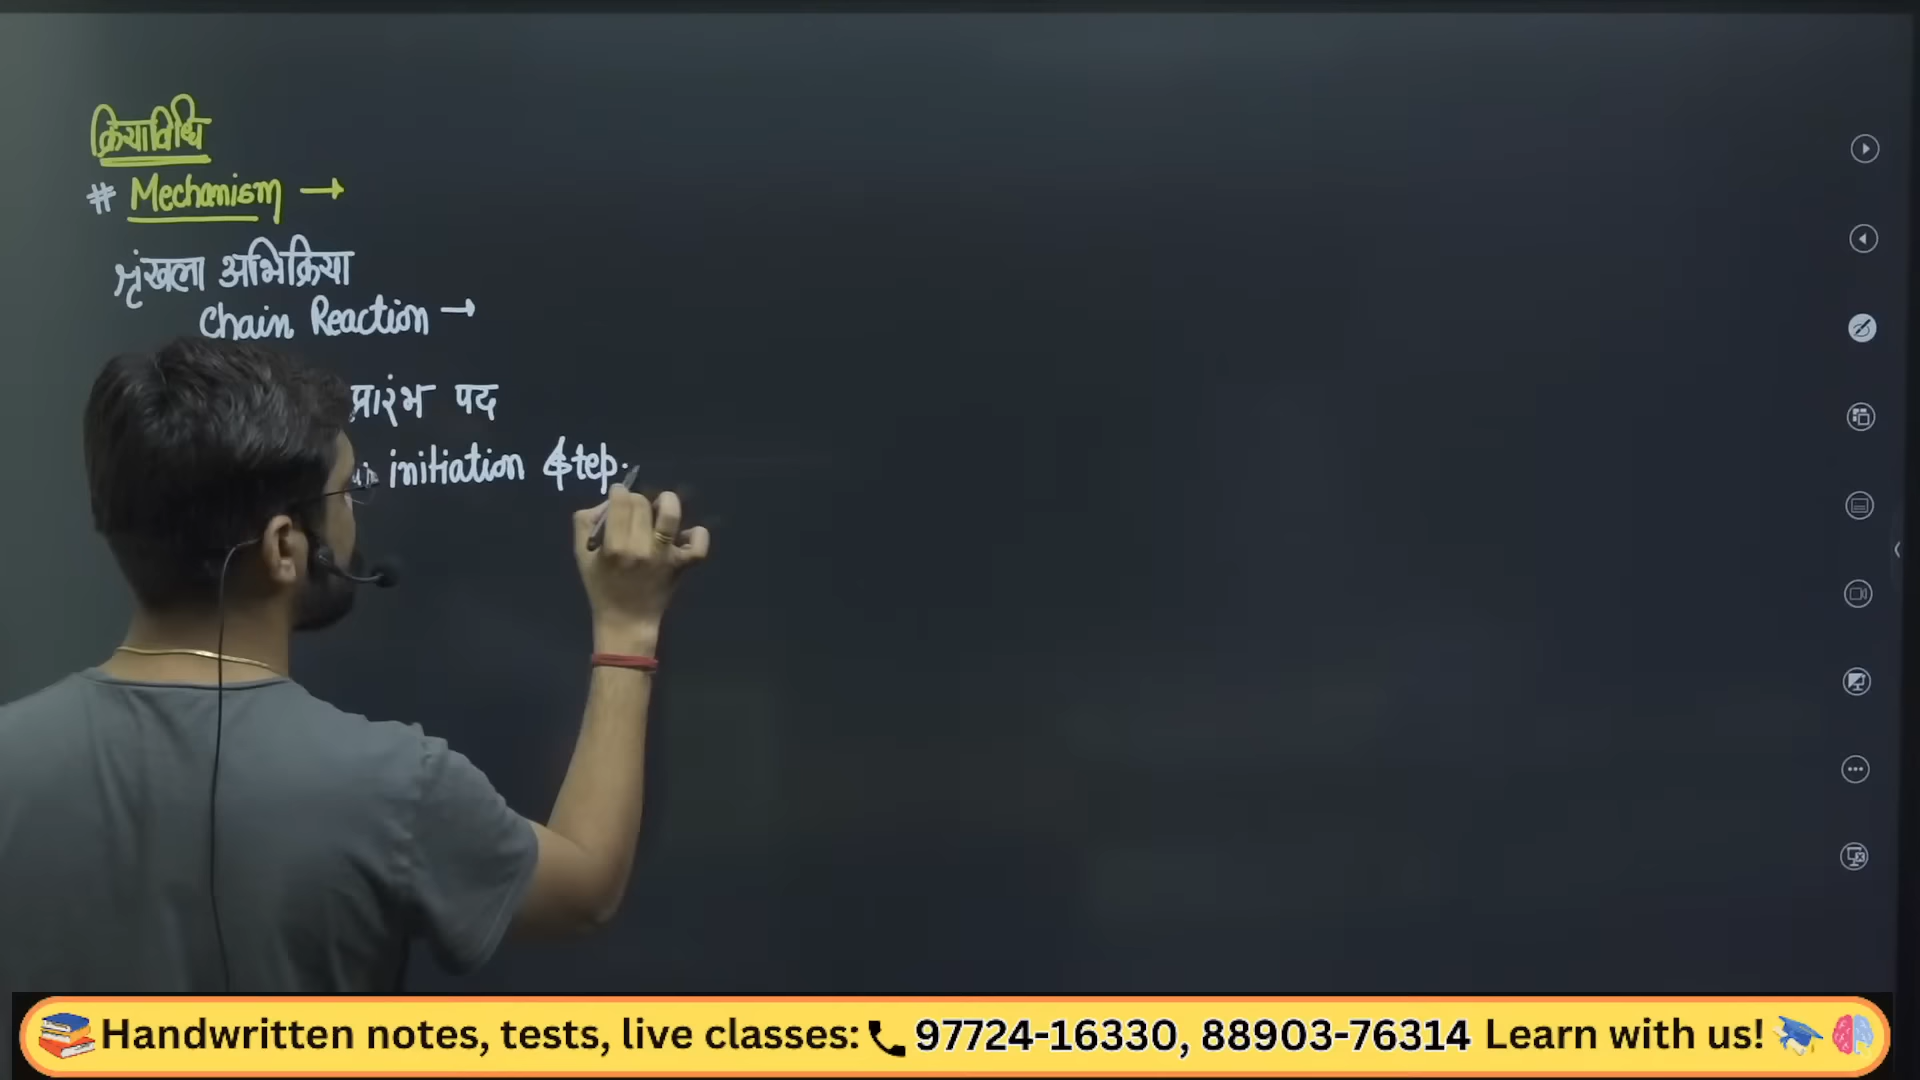 क्रियाविधि
# Mechanism →
श्रृंखला अभिक्रिया
Chain Reaction →
प्रारंभ पद
initiation Step.
Handwritten notes, tests, live classes: 97724-16330, 88903-76314 Learn with us!